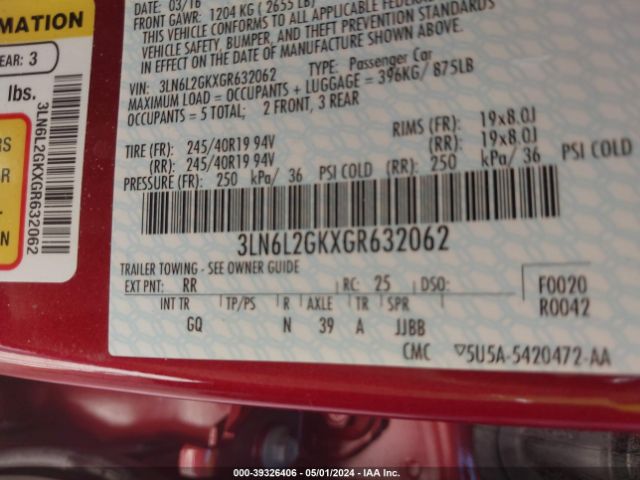 DATE: 03/16
FRONT GAWR: 1204 KG ( 2655 LB)
THIS VEHICLE CONFORMS TO ALL APPLICABLE FEDERAL
VEHICLE SAFETY, BUMPER, AND THEFT PREVENTION STANDARDS
IN EFFECT ON THE DATE OF MANUFACTURE SHOWN ABOVE.
VIN: 3LN6L2GKXGR632062 TYPE: Passenger Car
MAXIMUM LOAD = OCCUPANTS + LUGGAGE = 396KG/ 875LB
OCCUPANTS = 5 TOTAL; 2 FRONT, 3 REAR
TIRE (FR): 245/40R19 94V RIMS (FR): 19x8.0J
(RR): 245/40R19 94V (RR): 19x8.0J
PRESSURE (FR): 250 kPa/ 36 PSI COLD (RR): 250 kPa/ 36 PSI COLD
3LN6L2GKXGR632062
TRAILER TOWING - SEE OWNER GUIDE
EXT PNT: RR RC: 25 DSO: F0020
INT TR TP/PS R AXLE TR SPR R0042
GQ N 39 A JJBB
CMC 5U5A-5420472-AA
RMATION
EAR: 3
lbs.
3LN6L2GKXGR632062
RS
R
N
000-39326406 • 05/01/2024 • IAA Inc.